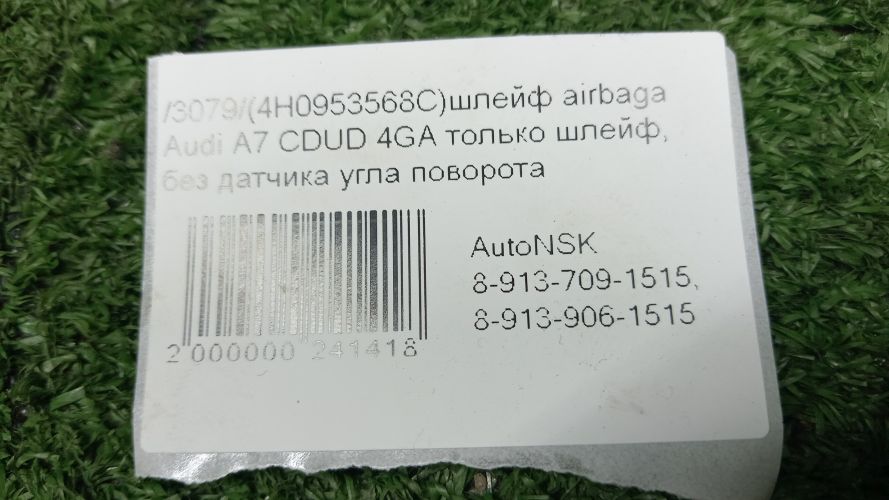 /3079/(4H0953568C)шлейф airbaga
Audi A7 CDUD 4GA только шлейф,
без датчика угла поворота
AutoNSK
8-913-709-1515,
8-913-906-1515
2 000000 241418